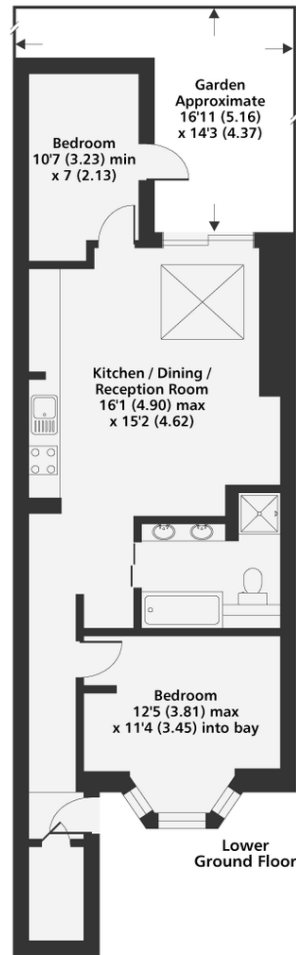 Garden
Approximate
16'11 (5.16)
x 14'3 (4.37)
Bedroom
10'7 (3.23) min
x 7 (2.13)
Kitchen / Dining /
Reception Room
16'1 (4.90) max
x 15'2 (4.62)
Bedroom
12'5 (3.81) max
x 11'4 (3.45) into bay
Lower
Ground Floor